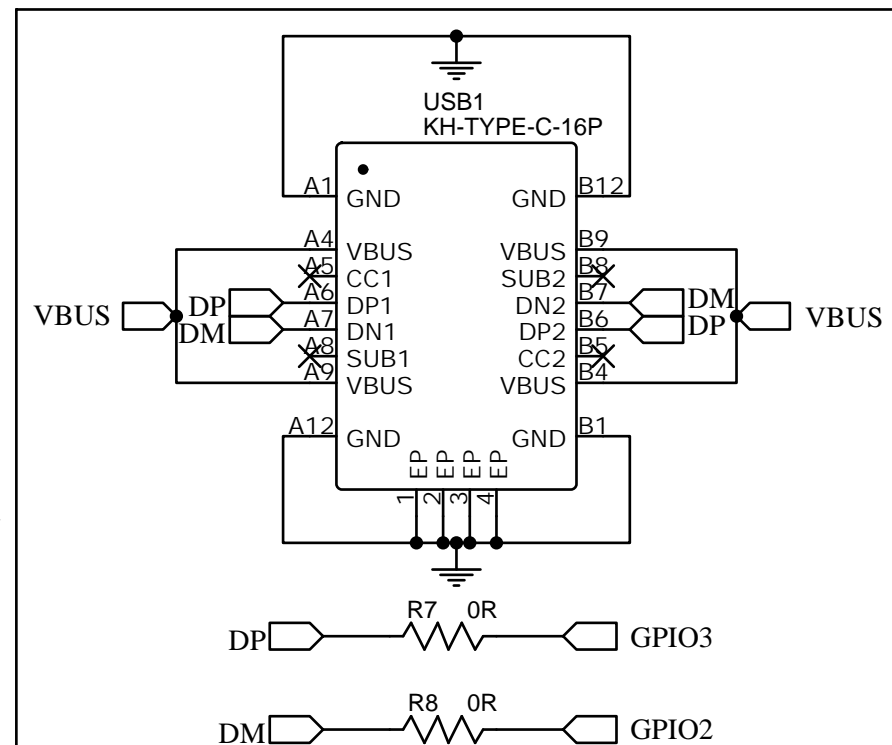 USB1
KH-TYPE-C-16P
A1 GND GND B12
A4 VBUS VBUS B9
A5 CC1 SUB2 B8
DP A6 DP1 DN2 B7 DM
VBUS VBUS
DM A7 DN1 DP2 B6 DP
A8 SUB1 CC2 B5
A9 VBUS VBUS B4
A12 GND GND B1
EP EP EP EP
1 2 3 4
R7 0R
DP GPIO3
R8 0R
DM GPIO2